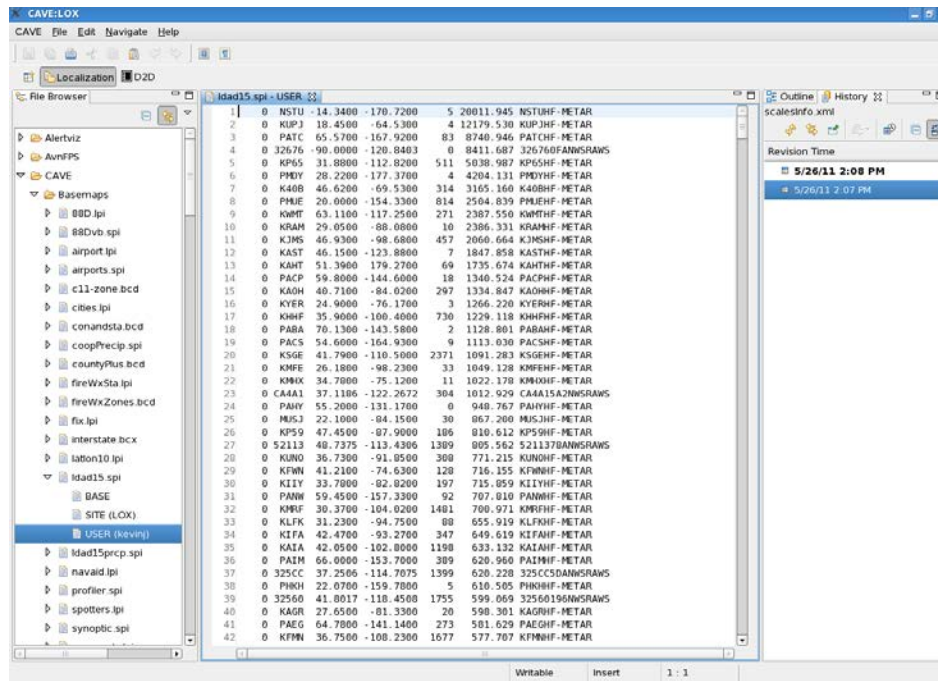 CAVE:LOX
CAVE File Edit Navigate Help
Localization D2D
File Browser
Alertviz
AvnFPS
CAVE
Basemaps
88D.lpi
88Dvb.spi
airport.lpi
airports.spi
c11-zone.bcd
cities.lpi
conandsta.bcd
coopPrecip.spi
countyPlus.bcd
fireWxSta.lpi
fireWxZones.bcd
fix.lpi
interstate.bcx
latlon10.lpi
ldad15.spi
BASE
SITE (LOX)
USER (kevinj)
ldad15prcp.spi
navaid.lpi
profiler.spi
spotters.lpi
synoptic.spi
ldad15.spi - USER
1 0 NSTU -14.3400 -170.7200 5 20011.945 NSTUHF-METAR
2 0 KUPJ 18.4500 -64.5300 4 12179.530 KUPJHF-METAR
3 0 PATC 65.5700 -167.9200 83 8740.946 PATCHF-METAR
4 0 32676 -90.0000 -120.8403 0 8411.687 326760FANWSRAWS
5 0 KP65 31.8800 -112.8200 511 5038.987 KP65HF-METAR
6 0 PMDY 28.2200 -177.3700 4 4204.131 PMDYHF-METAR
7 0 K40B 46.6200 -69.5300 314 3165.160 K40BHF-METAR
8 0 PMUE 20.0000 -154.3300 814 2504.839 PMUEHF-METAR
9 0 KWMT 63.1100 -117.2500 271 2387.550 KWMTHF-METAR
10 0 KRAM 29.0500 -88.0800 10 2386.331 KRAMHF-METAR
11 0 KJMS 46.9300 -98.6800 457 2060.664 KJMSHF-METAR
12 0 KAST 46.1500 -123.8800 7 1847.858 KASTHF-METAR
13 0 KAHT 51.3900 179.2700 69 1735.674 KAHTHF-METAR
14 0 PACP 59.8000 -144.6000 18 1340.524 PACPHF-METAR
15 0 KAOH 40.7100 -84.0200 297 1334.847 KAOHHF-METAR
16 0 KYER 24.9000 -76.1700 3 1266.220 KYERHF-METAR
17 0 KHHF 35.9000 -100.4000 730 1229.118 KHHFHF-METAR
18 0 PABA 70.1300 -143.5800 2 1128.801 PABAHF-METAR
19 0 PACS 54.6000 -164.9300 9 1113.030 PACSHF-METAR
20 0 KSGE 41.7900 -110.5000 2371 1091.283 KSGEHF-METAR
21 0 KMFE 26.1800 -98.2300 33 1049.128 KMFEHF-METAR
22 0 KMHX 34.7800 -75.1200 11 1022.178 KMHXHF-METAR
23 0 CA4A1 37.1186 -122.2672 304 1012.929 CA4A15A2NWSRAWS
24 0 PAHY 55.2000 -131.1700 0 948.767 PAHYHF-METAR
25 0 MUSJ 22.1000 -84.1500 30 867.200 MUSJHF-METAR
26 0 KP59 47.4500 -87.9000 186 810.612 KP59HF-METAR
27 0 52113 48.7375 -113.4306 1389 805.562 5211378ANWSRAWS
28 0 KUNO 36.7300 -91.8500 308 771.215 KUNOHF-METAR
29 0 KFWN 41.2100 -74.6300 128 716.155 KFWNHF-METAR
30 0 KIIY 33.7800 -82.8200 197 715.859 KIIYHF-METAR
31 0 PANW 59.4500 -157.3300 92 707.810 PANWHF-METAR
32 0 KMRF 30.3700 -104.0200 1481 700.971 KMRFHF-METAR
33 0 KLFK 31.2300 -94.7500 88 655.919 KLFKHF-METAR
34 0 KIFA 42.4700 -93.2700 347 649.619 KIFAHF-METAR
35 0 KAIA 42.0500 -102.8000 1198 633.132 KAIAHF-METAR
36 0 PAIM 66.0000 -153.7000 389 620.960 PAIMHF-METAR
37 0 325CC 37.2506 -114.7075 1399 620.228 325CC5DANWSRAWS
38 0 PHKH 22.0700 -159.7800 5 610.505 PHKHHF-METAR
39 0 32560 41.8017 -118.4508 1755 599.069 32560196NWSRAWS
40 0 KAGR 27.6500 -81.3300 20 598.301 KAGRHF-METAR
41 0 PAEG 64.7800 -141.1400 273 581.629 PAEGHF-METAR
42 0 KFMN 36.7500 -108.2300 1677 577.707 KFMNHF-METAR
Outline History
scalesInfo.xml
Revision Time
5/26/11 2:08 PM
5/26/11 2:07 PM
Writable Insert 1 : 1